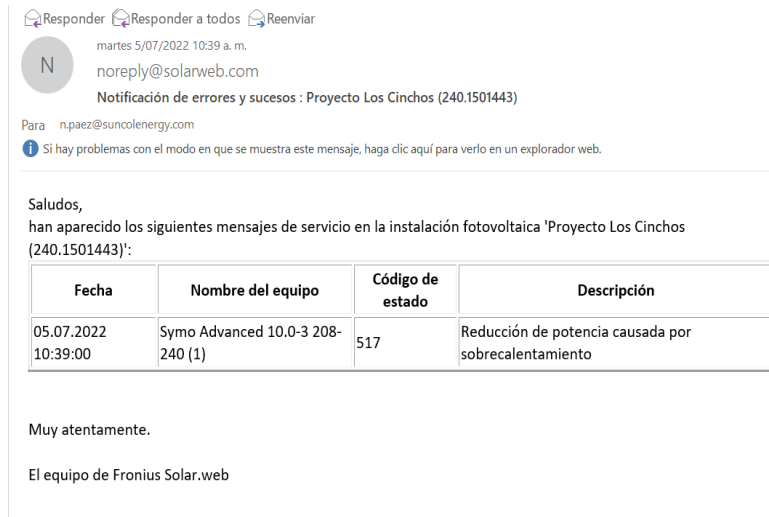 Responder Responder a todos Reenviar
martes 5/07/2022 10:39 a. m.
N
noreply@solarweb.com
Notificación de errores y sucesos : Proyecto Los Cinchos (240.1501443)
Para n.paez@suncolenergy.com
i Si hay problemas con el modo en que se muestra este mensaje, haga clic aquí para verlo en un explorador web.
Saludos,
han aparecido los siguientes mensajes de servicio en la instalación fotovoltaica 'Proyecto Los Cinchos
(240.1501443)':
Fecha Nombre del equipo Código de estado Descripción
05.07.2022 Symo Advanced 10.0-3 208- 517 Reducción de potencia causada por
10:39:00 240 (1) sobrecalentamiento
Muy atentamente.
El equipo de Fronius Solar.web